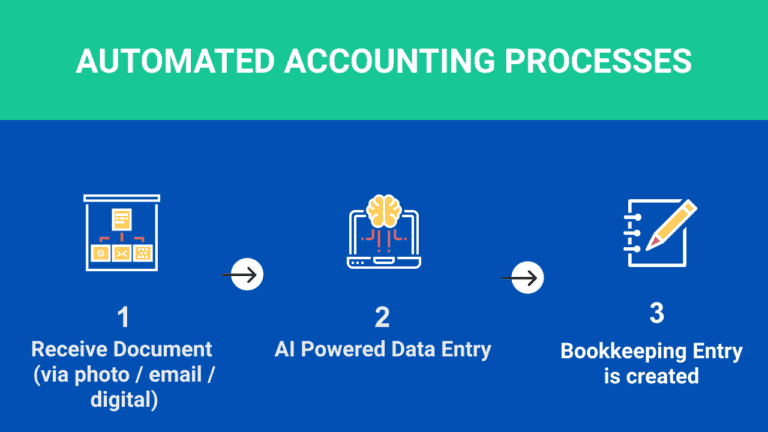 AUTOMATED ACCOUNTING PROCESSES
1
Receive Document
(via photo / email /
digital)
2
AI Powered Data Entry
3
Bookkeeping Entry
is created